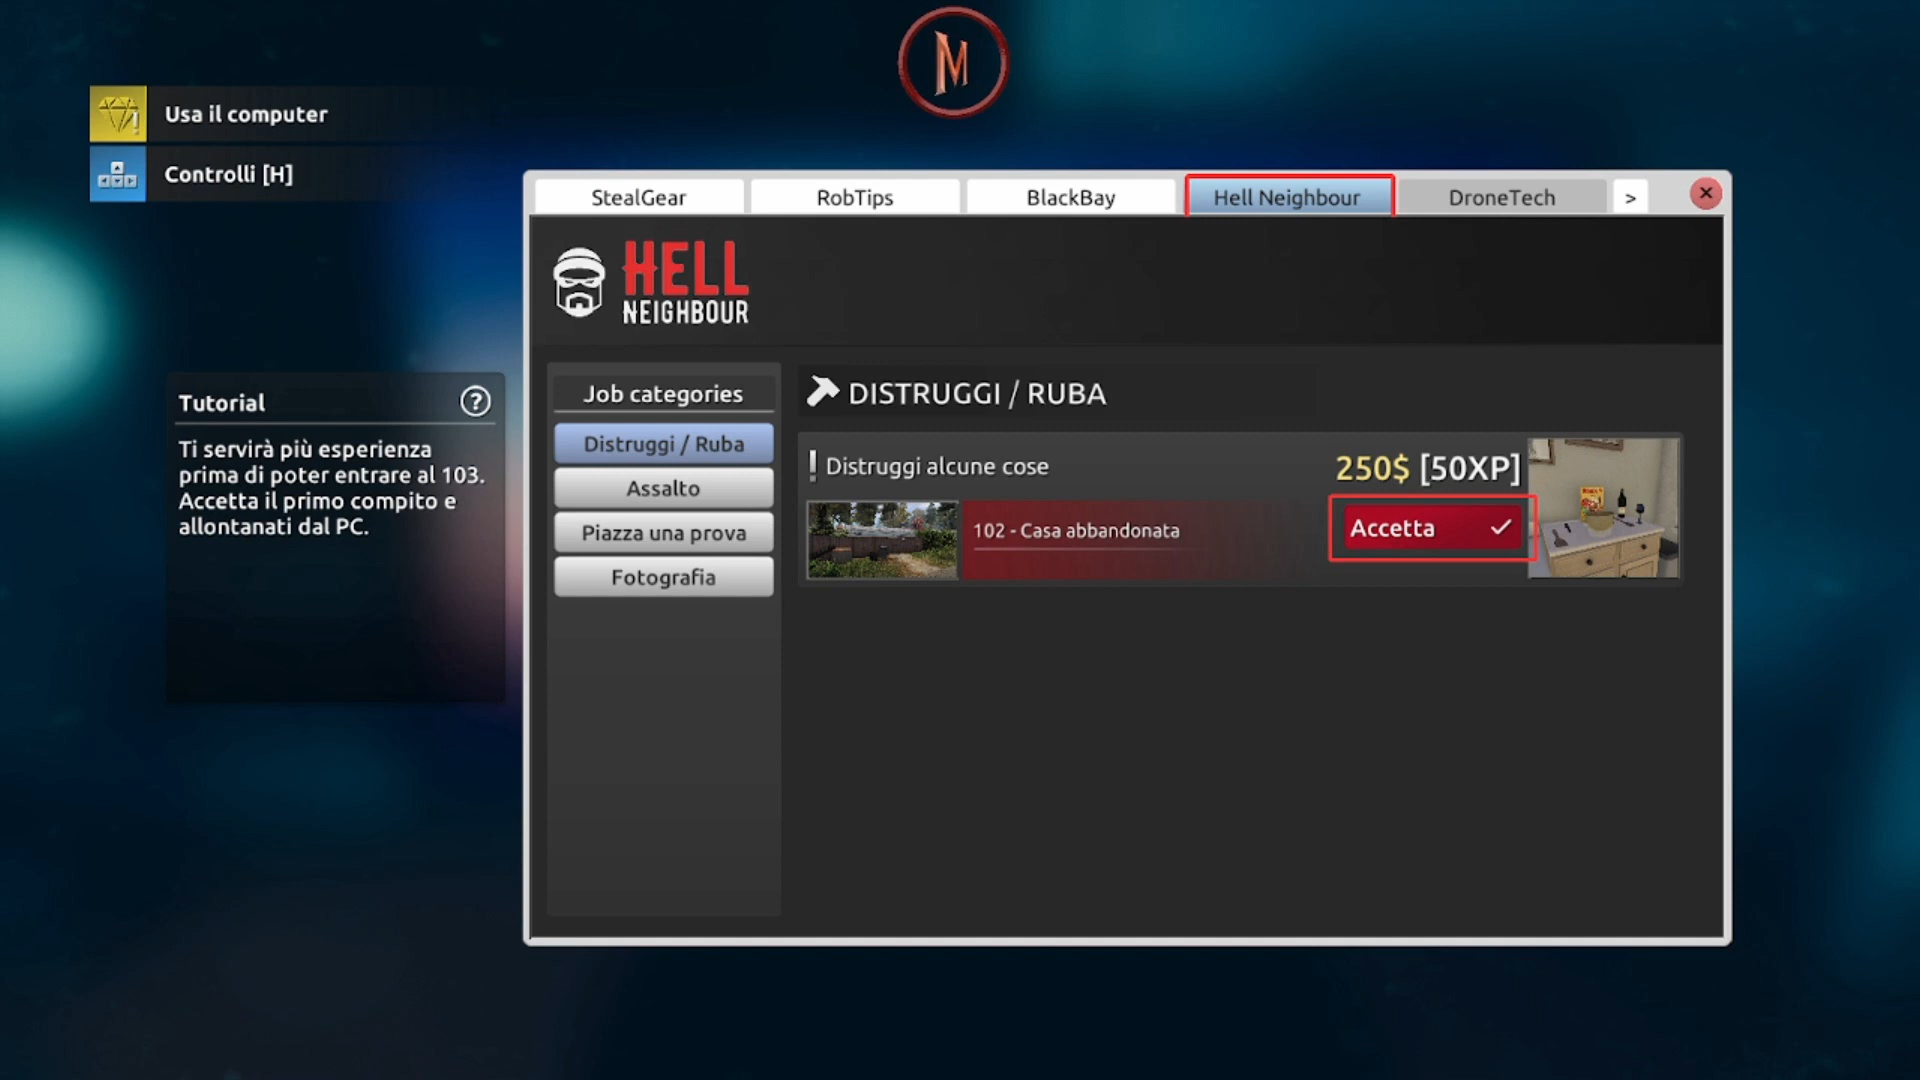 M
Usa il computer
Controlli [H]
StealGear
RobTips
BlackBay
Hell Neighbour
DroneTech
>
HELL
NEIGHBOUR
Tutorial
?
Ti servirà più esperienza
prima di poter entrare al 103.
Accetta il primo compito e
allontanati dal PC.
Job categories
Distruggi / Ruba
Assalto
Piazza una prova
Fotografia
DISTRUGGI / RUBA
! Distruggi alcune cose
250$ [50XP]
102 - Casa abbandonata
Accetta